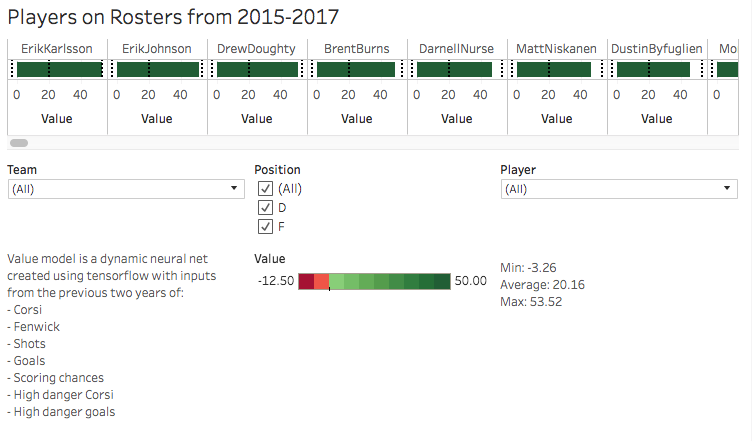 Players on Rosters from 2015-2017
ErikKarlsson ErikJohnson DrewDoughty BrentBurns DarnellNurse MattNiskanen DustinByfuglien Mo
0 20 40 0 20 40 0 20 40 0 20 40 0 20 40 0 20 40 0 20 40 0
Value Value Value Value Value Value Value
Team Position Player
(All) (All) (All)
D
F
Value model is a dynamic neural net
created using tensorflow with inputs
from the previous two years of:
- Corsi
- Fenwick
- Shots
- Goals
- Scoring chances
- High danger Corsi
- High danger goals
Value
-12.50 50.00
Min: -3.26
Average: 20.16
Max: 53.52